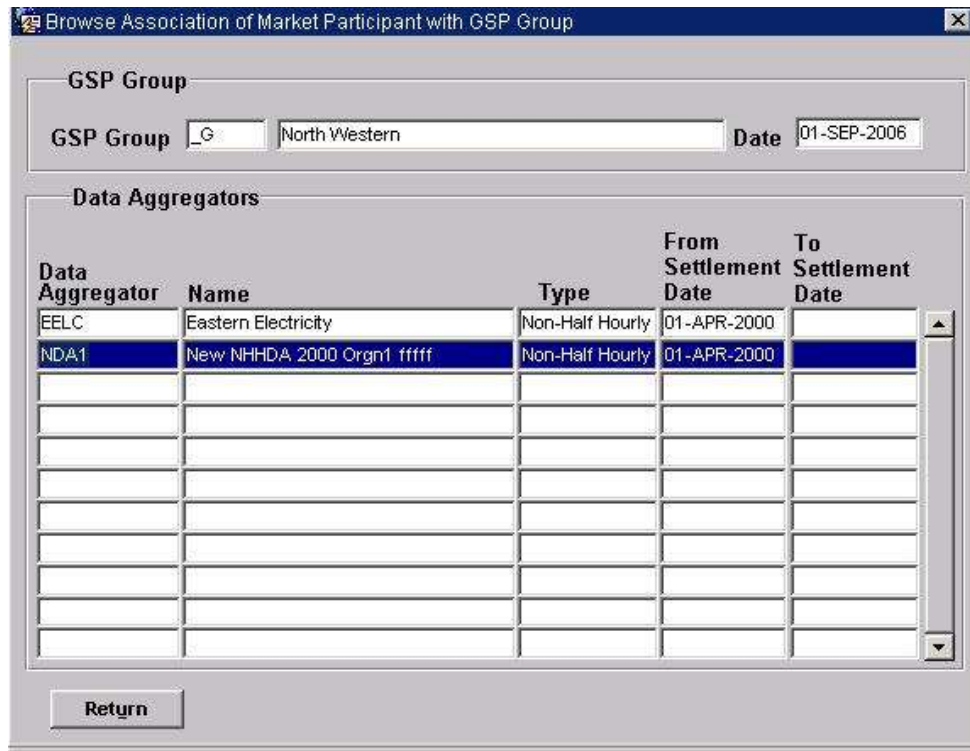 Browse Association of Market Participant with GSP Group
GSP Group
GSP Group _G North Western Date 01-SEP-2006
Data Aggregators
Data Aggregator Name Type From Settlement Date To Settlement Date
EELC Eastern Electricity Non-Half Hourly 01-APR-2000
NDA1 New NHHDA 2000 Orgn1 fffff Non-Half Hourly 01-APR-2000
Return